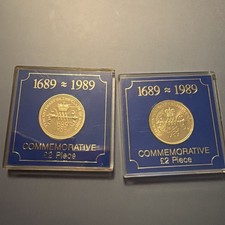 1689 ≈ 1989
COMMEMORATIVE
£2 Piece
1689 ≈ 1989
COMMEMORATIVE
£2 Piece